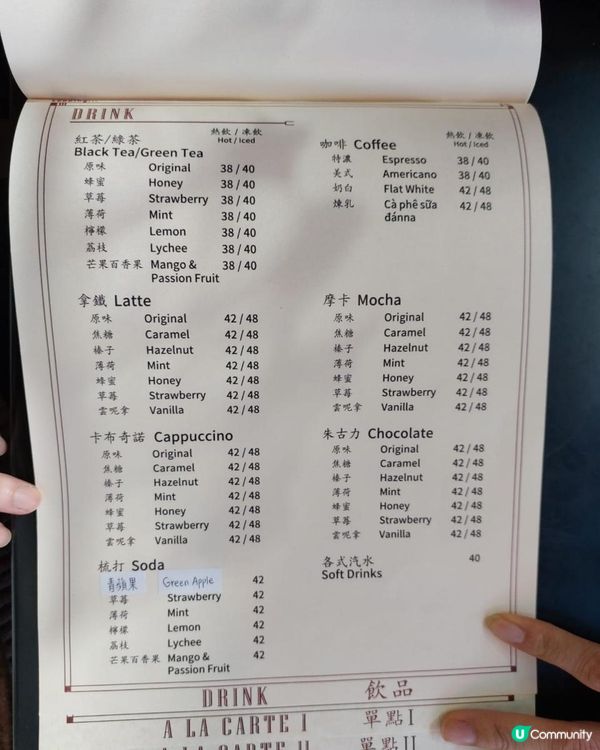 DRINK
熱飲 / 凍飲
Hot / Iced
紅茶/綠茶
Black Tea/Green Tea
原味 Original 38 / 40
蜂蜜 Honey 38 / 40
草莓 Strawberry 38 / 40
薄荷 Mint 38 / 40
檸檬 Lemon 38 / 40
荔枝 Lychee 38 / 40
芒果百香果 Mango & 38 / 40
Passion Fruit
熱飲 / 凍飲
Hot / Iced
咖啡 Coffee
特濃 Espresso 38 / 40
美式 Americano 38 / 40
奶白 Flat White 42 / 48
煉乳 Cà phê sữa 42 / 48
đánna
拿鐵 Latte
原味 Original 42 / 48
焦糖 Caramel 42 / 48
榛子 Hazelnut 42 / 48
薄荷 Mint 42 / 48
蜂蜜 Honey 42 / 48
草莓 Strawberry 42 / 48
雲呢拿 Vanilla 42 / 48
摩卡 Mocha
原味 Original 42 / 48
焦糖 Caramel 42 / 48
榛子 Hazelnut 42 / 48
薄荷 Mint 42 / 48
蜂蜜 Honey 42 / 48
草莓 Strawberry 42 / 48
雲呢拿 Vanilla 42 / 48
卡布奇諾 Cappuccino
原味 Original 42 / 48
焦糖 Caramel 42 / 48
榛子 Hazelnut 42 / 48
薄荷 Mint 42 / 48
蜂蜜 Honey 42 / 48
草莓 Strawberry 42 / 48
雲呢拿 Vanilla 42 / 48
朱古力 Chocolate
原味 Original 42 / 48
焦糖 Caramel 42 / 48
榛子 Hazelnut 42 / 48
薄荷 Mint 42 / 48
蜂蜜 Honey 42 / 48
草莓 Strawberry 42 / 48
雲呢拿 Vanilla 42 / 48
梳打 Soda
青蘋果 Green Apple 42
草莓 Strawberry 42
薄荷 Mint 42
檸檬 Lemon 42
荔枝 Lychee 42
芒果百香果 Mango & 42
Passion Fruit
各式汽水 40
Soft Drinks
DRINK 飲品
A LA CARTE I 單點I
A LA CARTE II 單點II
U Community